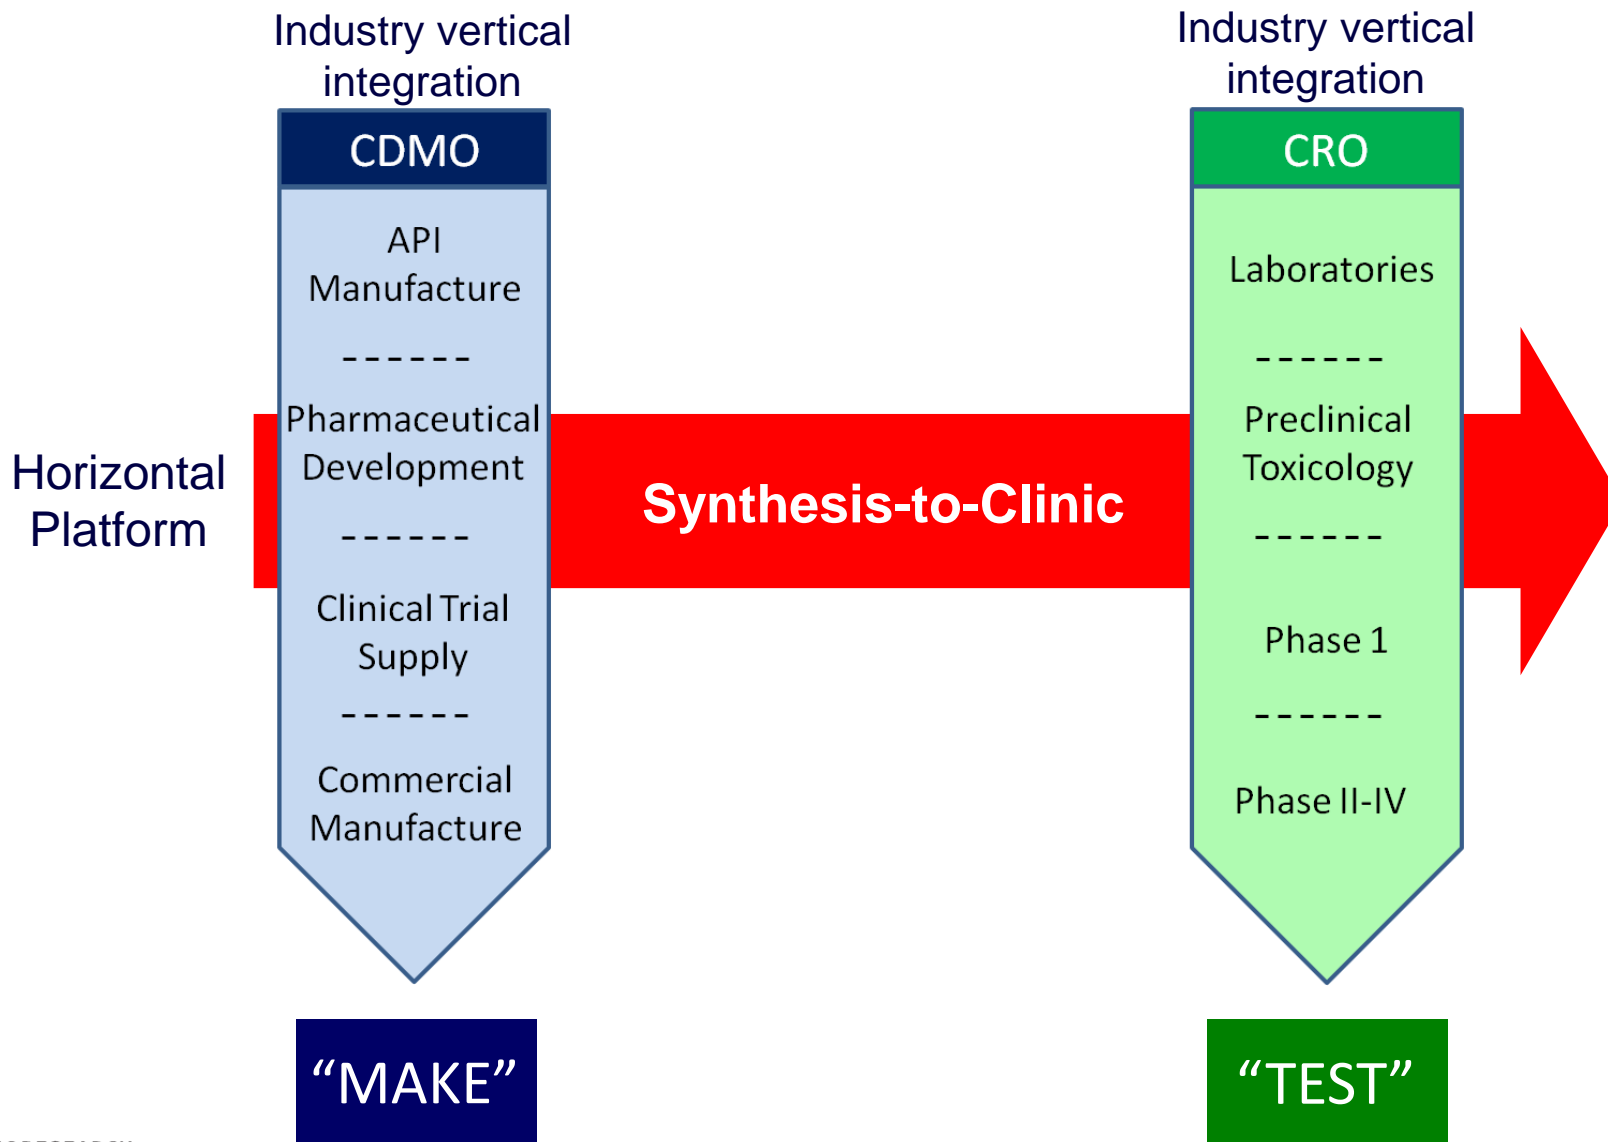 Industry vertical
integration
CDMO
API
Manufacture
------
Pharmaceutical
Development
------
Clinical Trial
Supply
------
Commercial
Manufacture
“MAKE”
Horizontal
Platform
Synthesis-to-Clinic
Industry vertical
integration
CRO
Laboratories
------
Preclinical
Toxicology
------
Phase 1
------
Phase II-IV
“TEST”